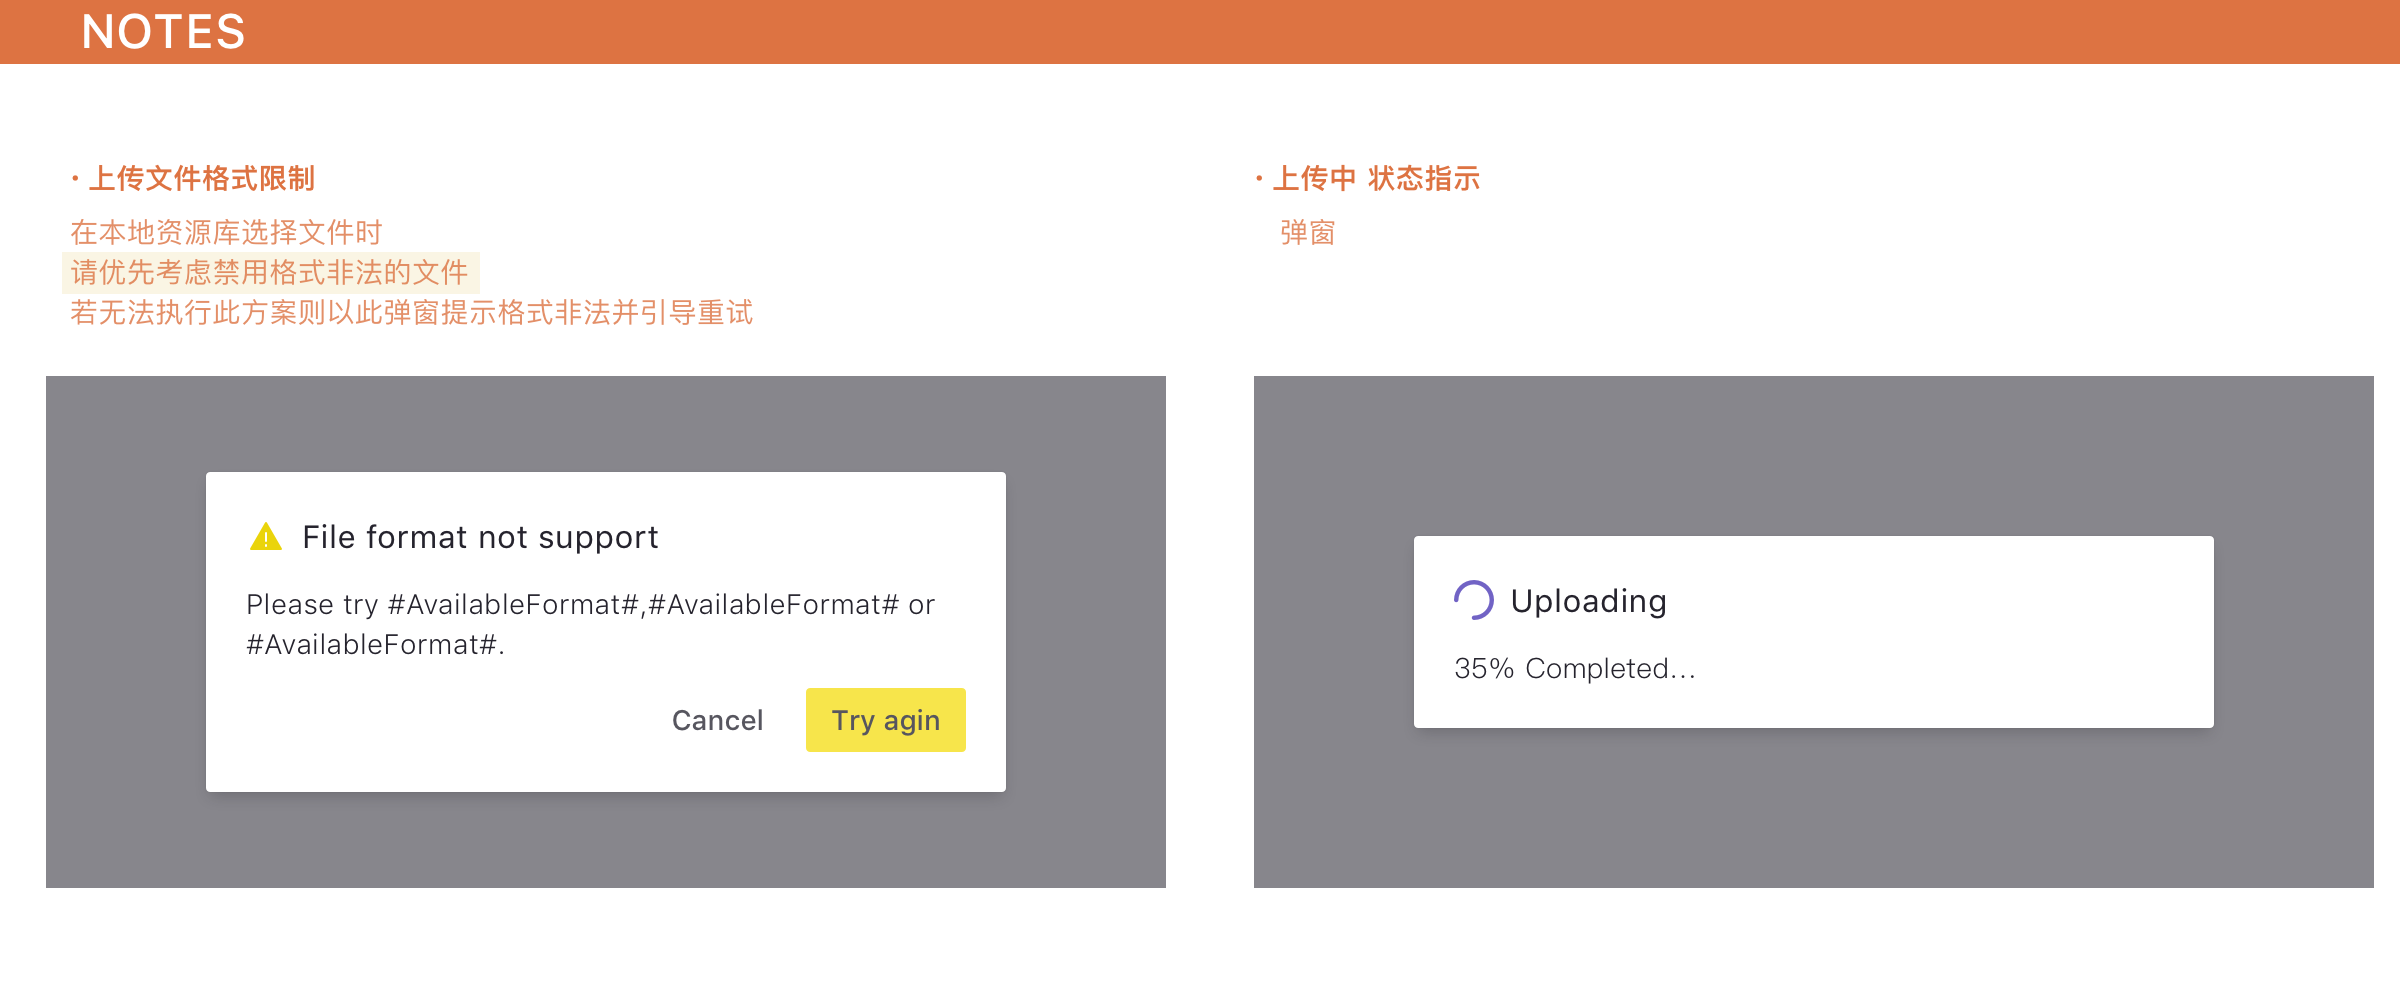 NOTES
· 上传文件格式限制
在本地资源库选择文件时
请优先考虑禁用格式非法的文件
若无法执行此方案则以此弹窗提示格式非法并引导重试
File format not support
Please try #AvailableFormat#,#AvailableFormat# or
#AvailableFormat#.
Cancel
Try agin
· 上传中 状态指示
弹窗
Uploading
35% Completed...